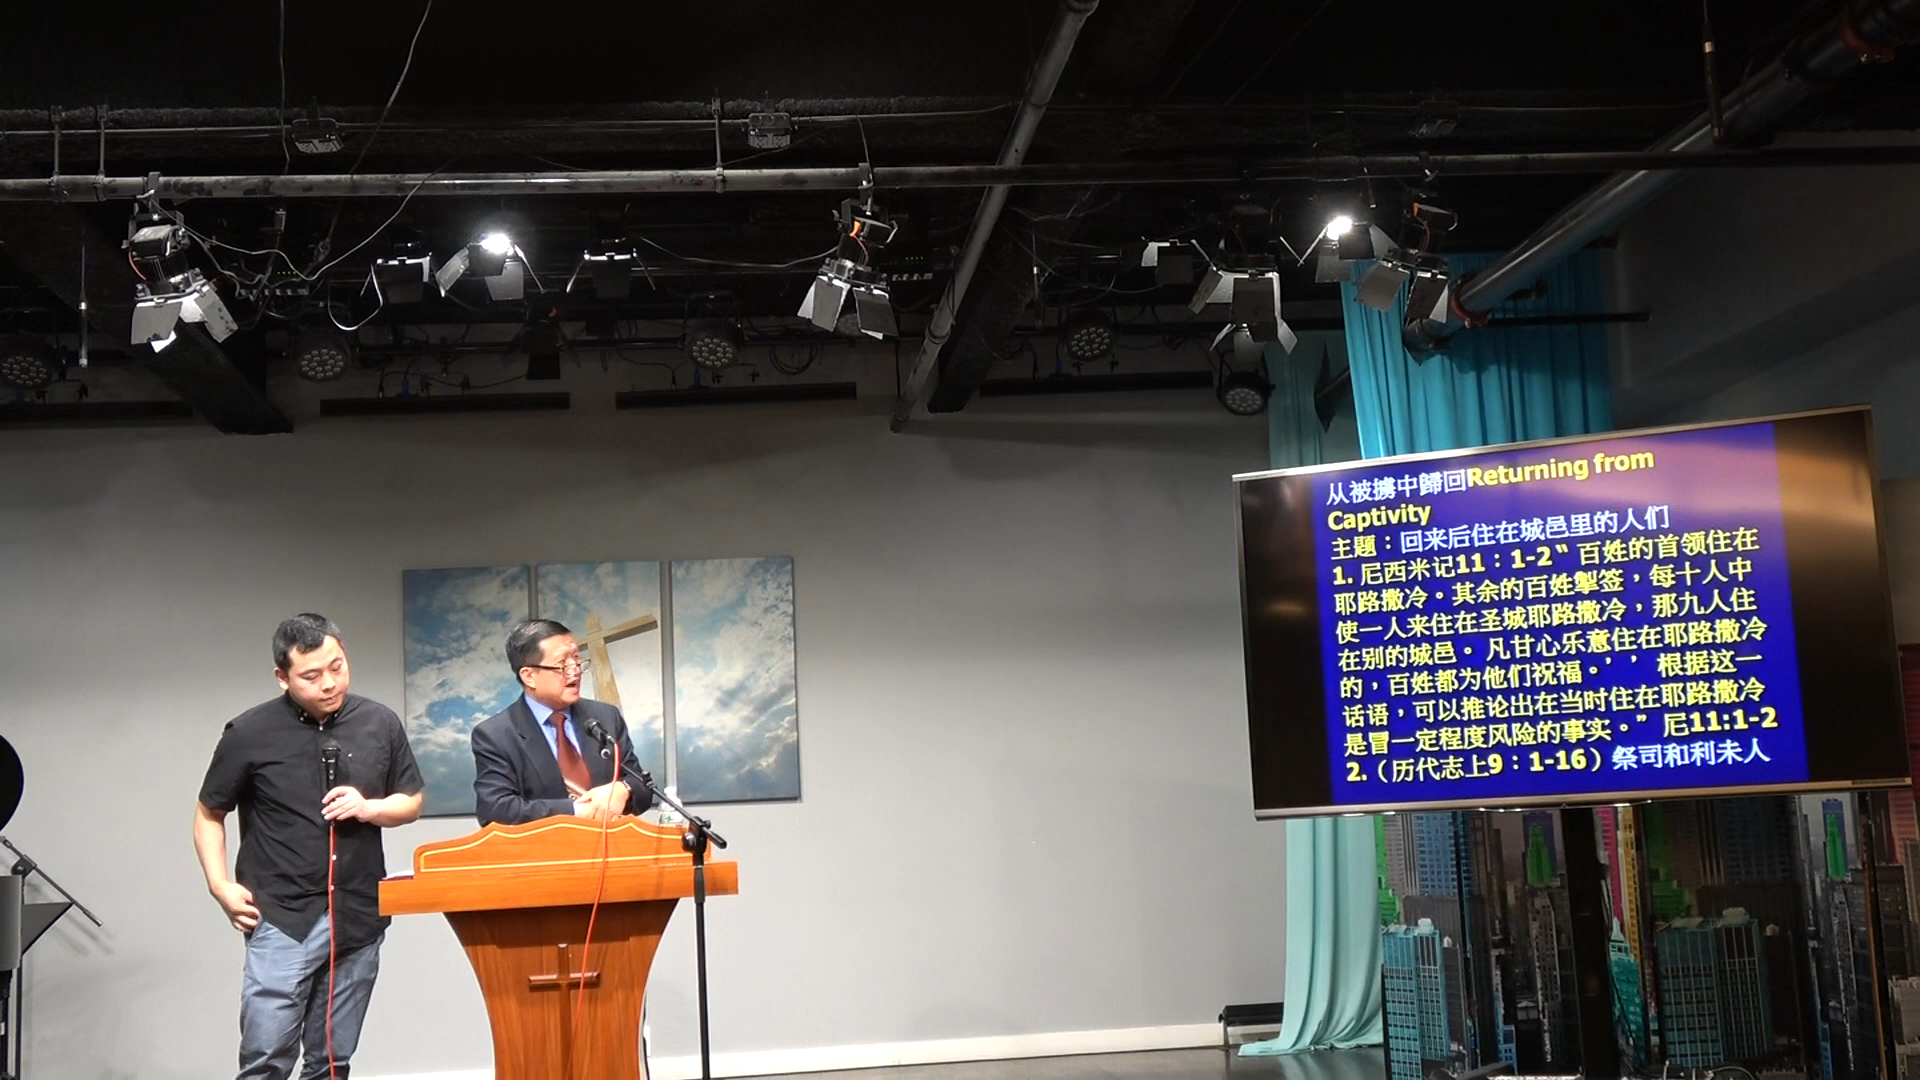 从被擄中歸回Returning from
Captivity
主题：回来后住在城邑里的人们
1. 尼西米记11：1-2“百姓的首领住在
耶路撒冷。其余的百姓掣签，每十人中
使一人来住在圣城耶路撒冷，那九人住
在别的城邑。凡甘心乐意住在耶路撒冷
的，百姓都为他们祝福。’’ 根据这一
话语，可以推论出在当时住在耶路撒冷
是冒一定程度风险的事实。” 尼11:1-2
2.（历代志上9：1-16）祭司和利未人